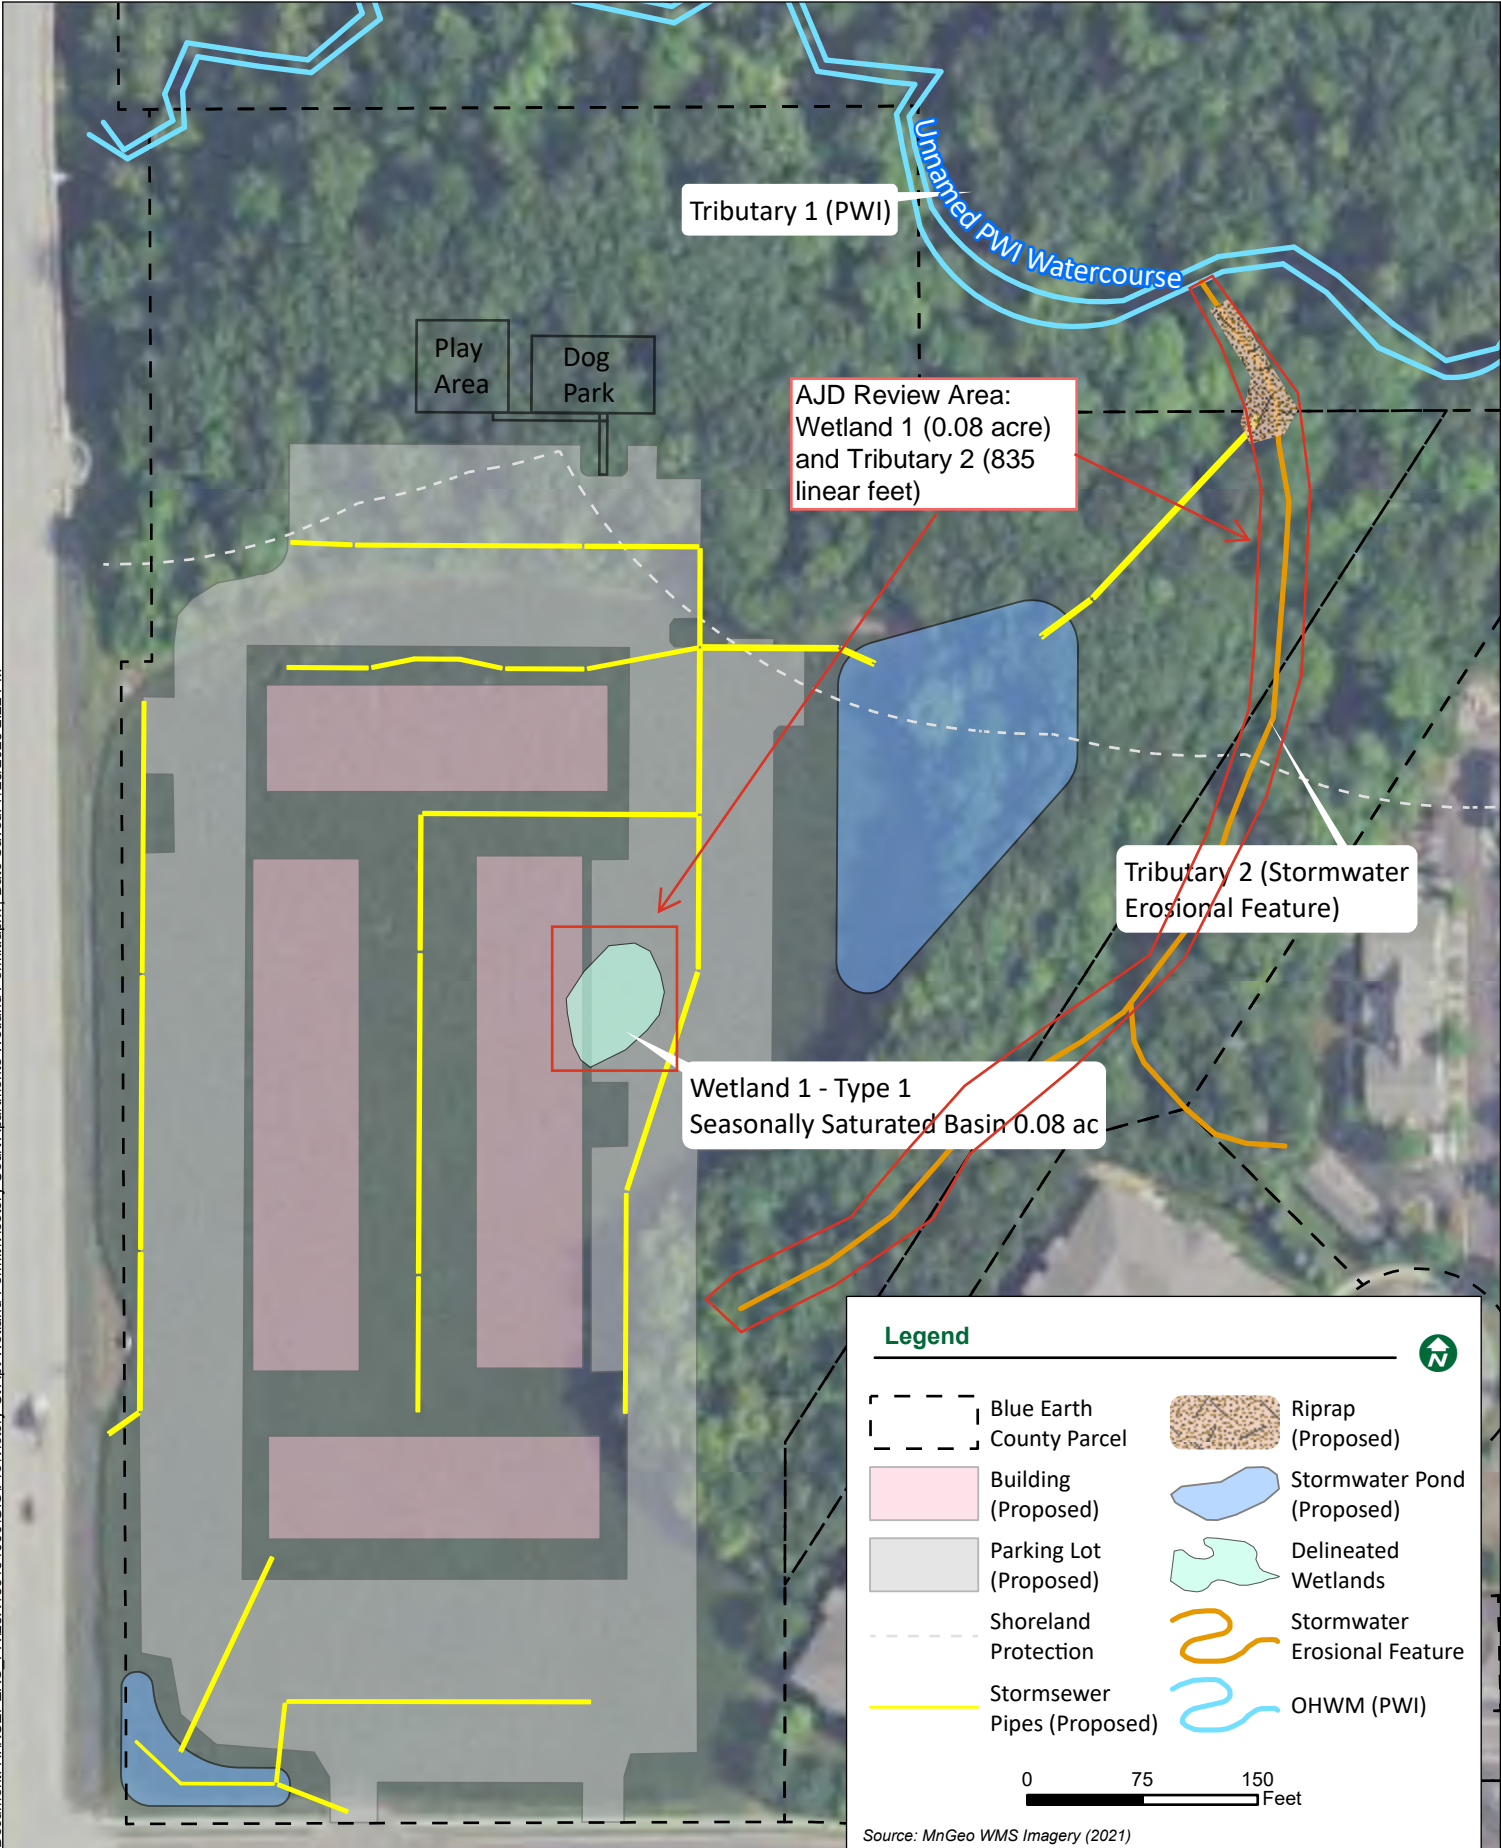 Unnamed PWI Watercourse
Tributary 1 (PWI)
Play
Area
Dog
Park
AJD Review Area:
Wetland 1 (0.08 acre)
and Tributary 2 (835
linear feet)
Tributary 2 (Stormwater
Erosional Feature)
Wetland 1 - Type 1
Seasonally Saturated Basin 0.08 ac
Legend
N
Blue Earth
County Parcel
Building
(Proposed)
Parking Lot
(Proposed)
Shoreland
Protection
Stormsewer
Pipes (Proposed)
Riprap
(Proposed)
Stormwater Pond
(Proposed)
Delineated
Wetlands
Stormwater
Erosional Feature
OHWM (PWI)
0 75 150
Feet
Source: MnGeo WMS Imagery (2021)